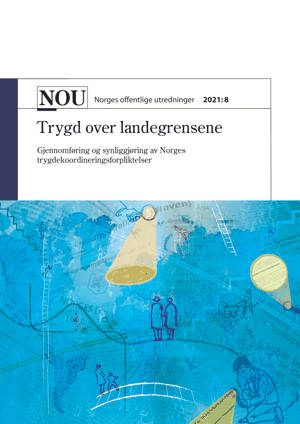 NOU Norges offentlige utredninger 2021: 8
Trygd over landegrensene
Gjennomføring og synliggjøring av Norges
trygdekoordineringsforpliktelser